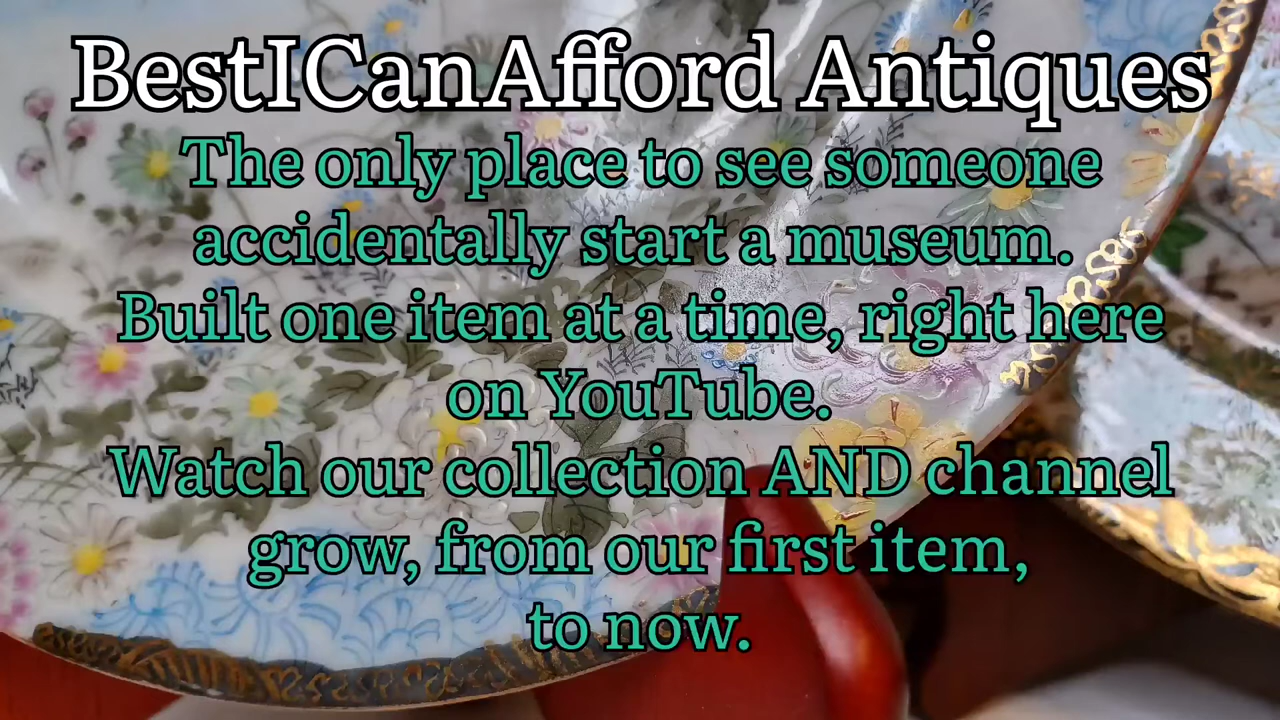 BestICanAfford Antiques
The only place to see someone
accidentally start a museum.
Built one item at a time, right here
on YouTube.
Watch our collection AND channel
grow, from our first item,
to now.